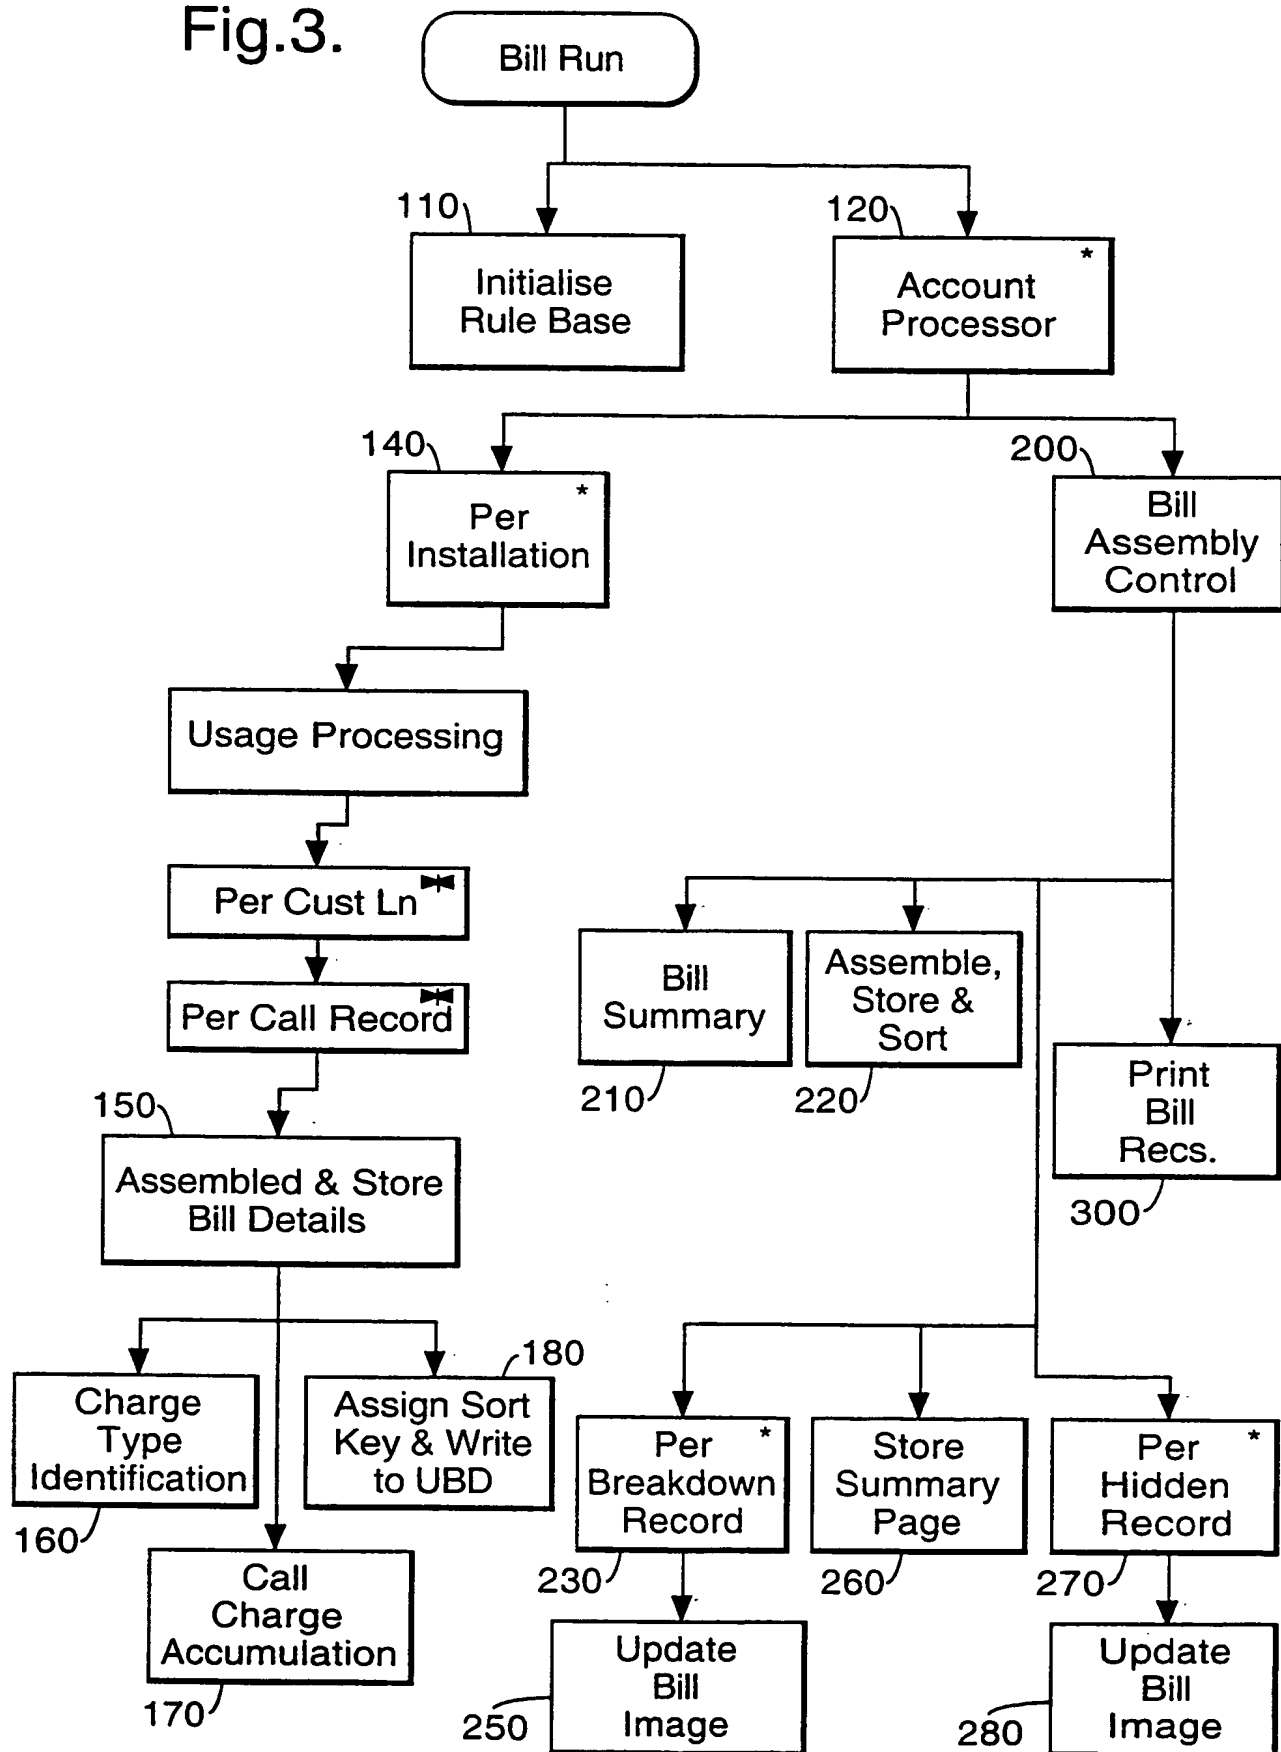 Fig.3.
Bill Run
110
Initialise
Rule Base
120
*
Account
Processor
140
*
Per
Installation
200
Bill
Assembly
Control
Usage Processing
Per Cust Ln
Per Call Record
150
Assembled & Store
Bill Details
Bill
Summary
210
Assemble,
Store &
Sort
220
Print
Bill
Recs.
300
Charge
Type
Identification
160
180
Assign Sort
Key & Write
to UBD
Call
Charge
Accumulation
170
*
Per
Breakdown
Record
230
Store
Summary
Page
260
*
Per
Hidden
Record
270
Update
Bill
Image
250
Update
Bill
Image
280